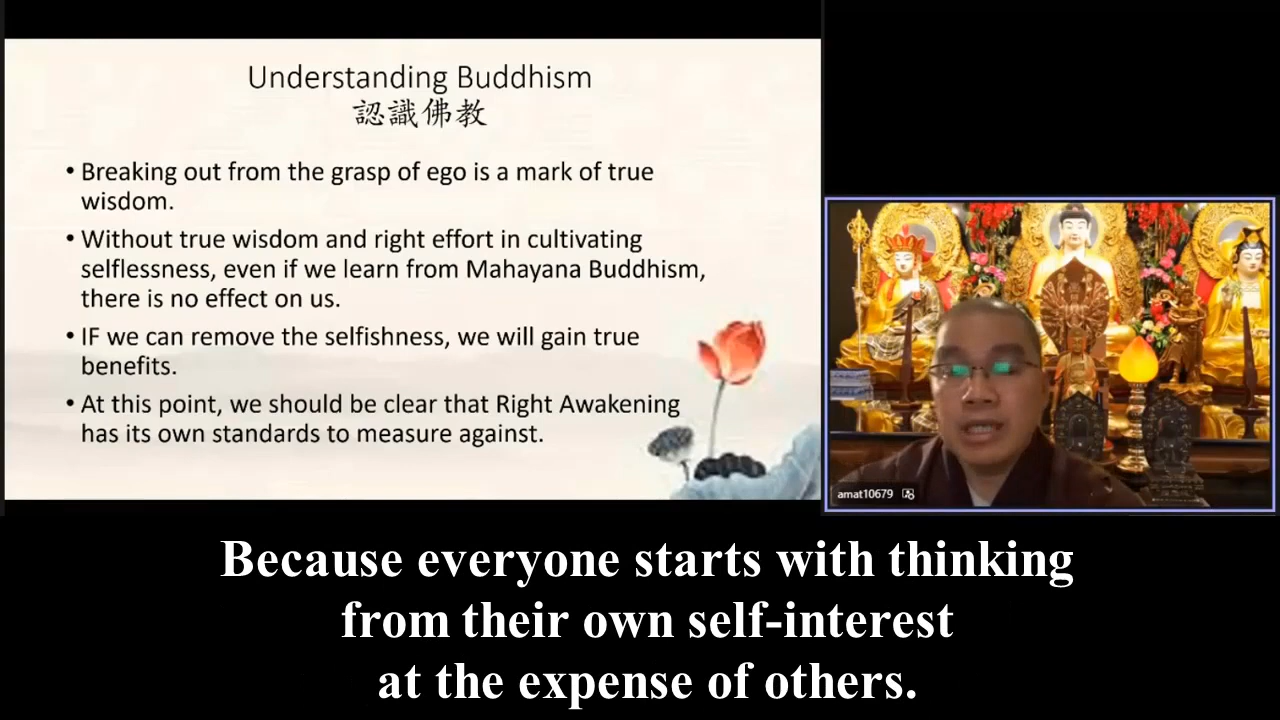 Understanding Buddhism
認識佛教
• Breaking out from the grasp of ego is a mark of true
wisdom.
• Without true wisdom and right effort in cultivating
selflessness, even if we learn from Mahayana Buddhism,
there is no effect on us.
• IF we can remove the selfishness, we will gain true
benefits.
• At this point, we should be clear that Right Awakening
has its own standards to measure against.
amat10679
Because everyone starts with thinking
from their own self-interest
at the expense of others.